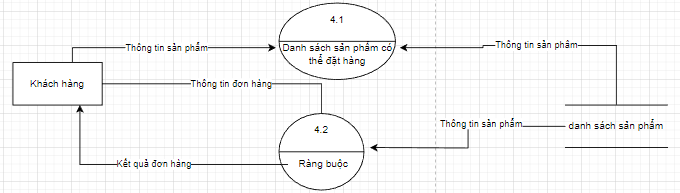 4.1
Thông tin sản phẩm
Danh sách sản phẩm có
thể đặt hàng
Thông tin sản phâm
Khách hàng
Thông tin đơn hàng
4.2
Thông tin sản phẩm
danh sách sản phẩm
Kết quả đơn hàng
Ràng buộc